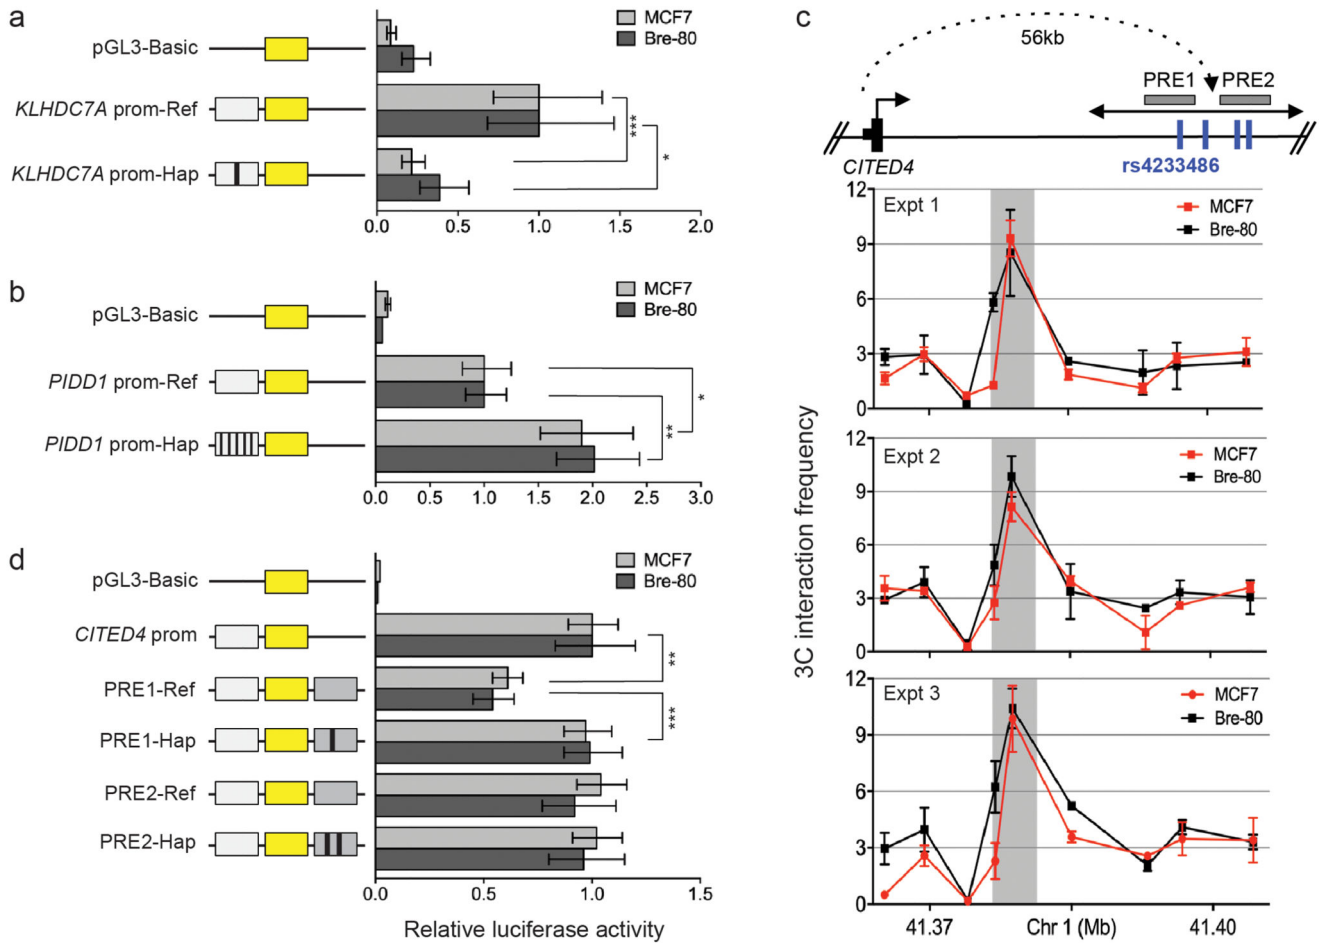 a
MCF7
Bre-80
pGL3-Basic
KLHDC7A prom-Ref
KLHDC7A prom-Hap
***
*
0.0 0.5 1.0 1.5 2.0
b
MCF7
Bre-80
pGL3-Basic
PIDD1 prom-Ref
PIDD1 prom-Hap
*
**
0.0 0.5 1.0 1.5 2.0 2.5 3.0
d
MCF7
Bre-80
pGL3-Basic
CITED4 prom
PRE1-Ref
PRE1-Hap
PRE2-Ref
PRE2-Hap
**
***
0.0 0.5 1.0 1.5
Relative luciferase activity
c
56kb
PRE1 PRE2
CITED4
rs4233486
3C interaction frequency
Expt 1
MCF7
Bre-80
12
9
6
3
0
Expt 2
MCF7
Bre-80
12
9
6
3
0
Expt 3
MCF7
Bre-80
12
9
6
3
0
41.37 Chr 1 (Mb) 41.40